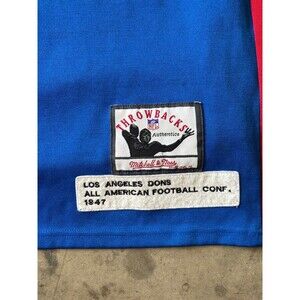 THROWBACKS
NFL
Authentics
Mitchell & Ness
LOS ANGELES DONS
ALL AMERICAN FOOTBALL CONF.
1947